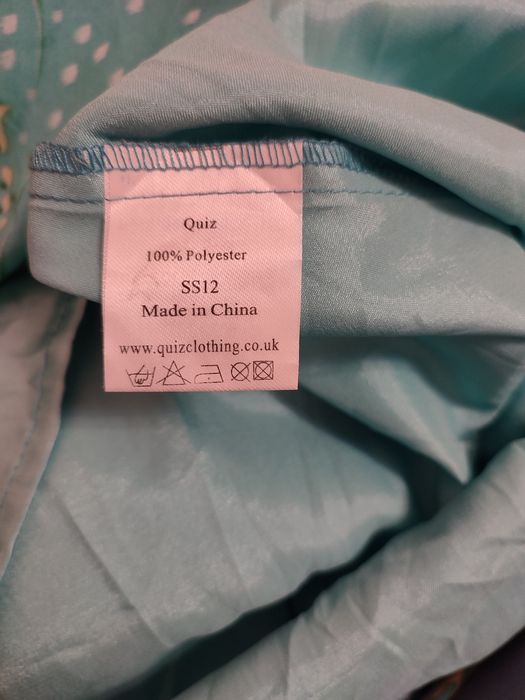 Quiz
100% Polyester
SS12
Made in China
www.quizclothing.co.uk